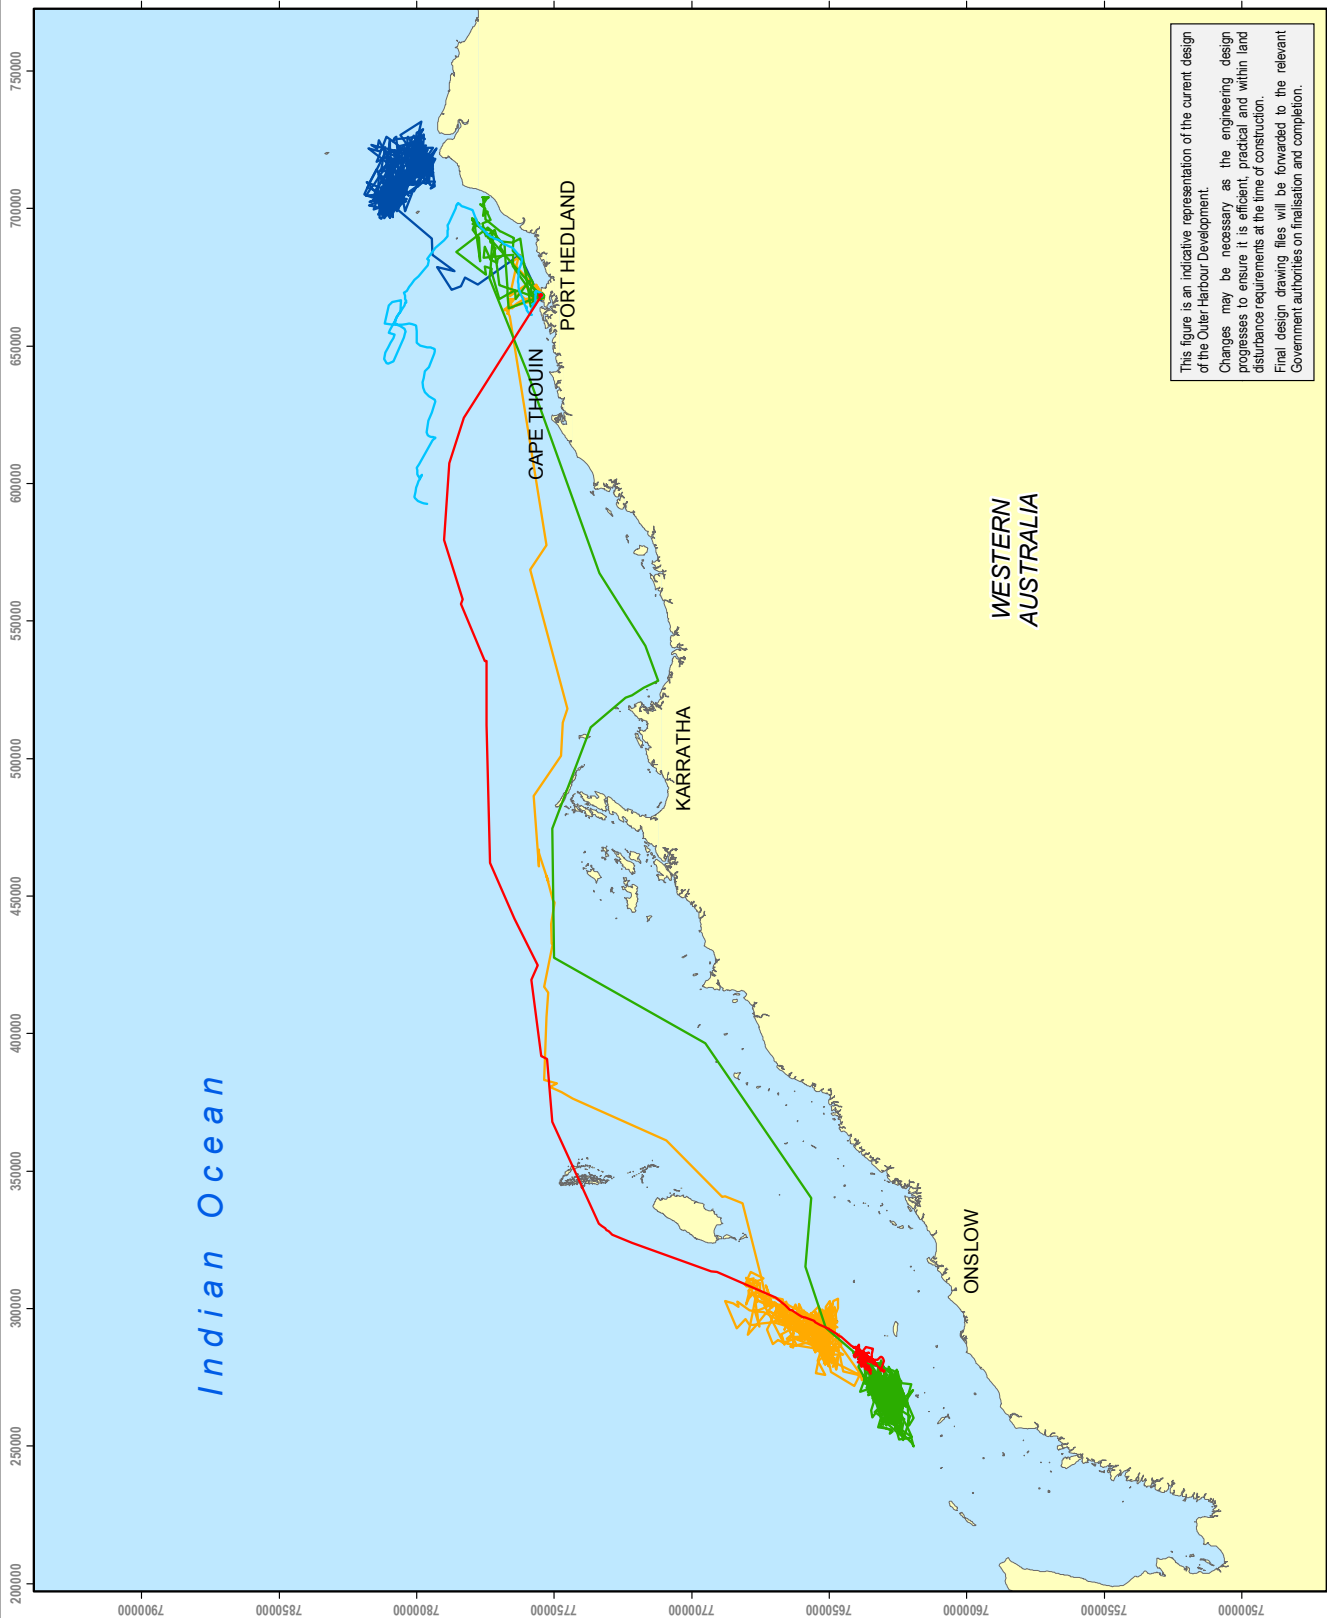 Indian Ocean
PORT HEDLAND
CAPE THOUIN
KARRATHA
ONSLOW
WESTERN
AUSTRALIA
This figure is an indicative representation of the current design
of the Outer Harbour Development.
Changes may be necessary as the engineering design
progresses to ensure it is efficient, practical and within land
disturbance requirements at the time of construction.
Final design drawing files will be forwarded to the relevant
Government authorities on finalisation and completion.
200000
250000
300000
350000
400000
450000
500000
550000
600000
650000
700000
750000
7900000
7850000
7800000
7750000
7700000
7650000
7600000
7550000
7500000